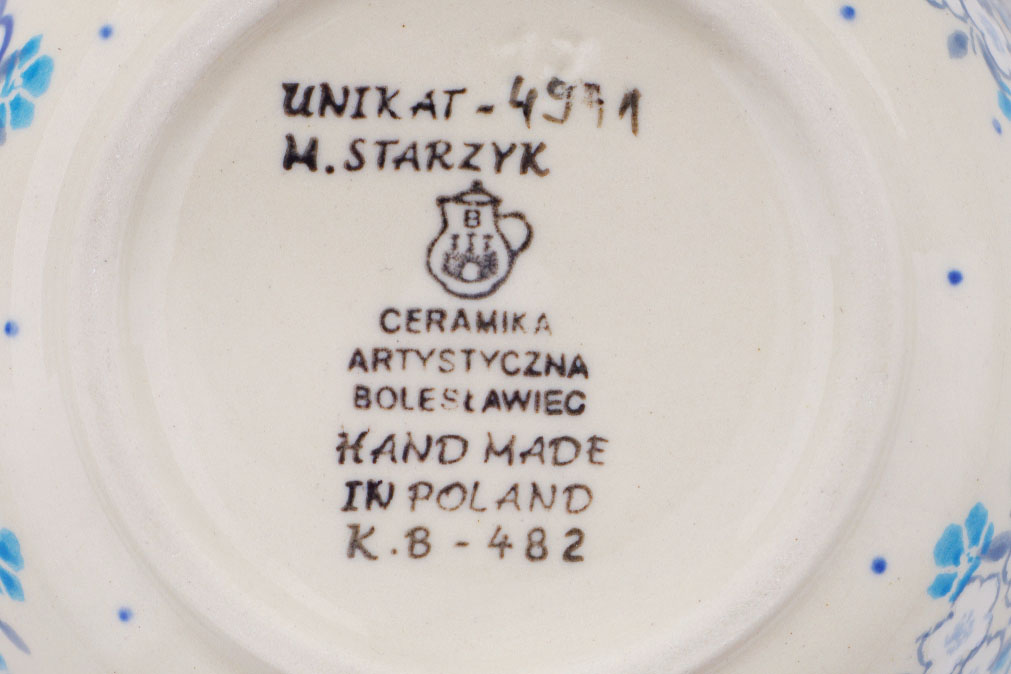 UNIKAT - 4971
M. STARZYK
B
CERAMIKA
ARTYSTYCZNA
BOLESŁAWIEC
HAND MADE
IN POLAND
K.B - 482